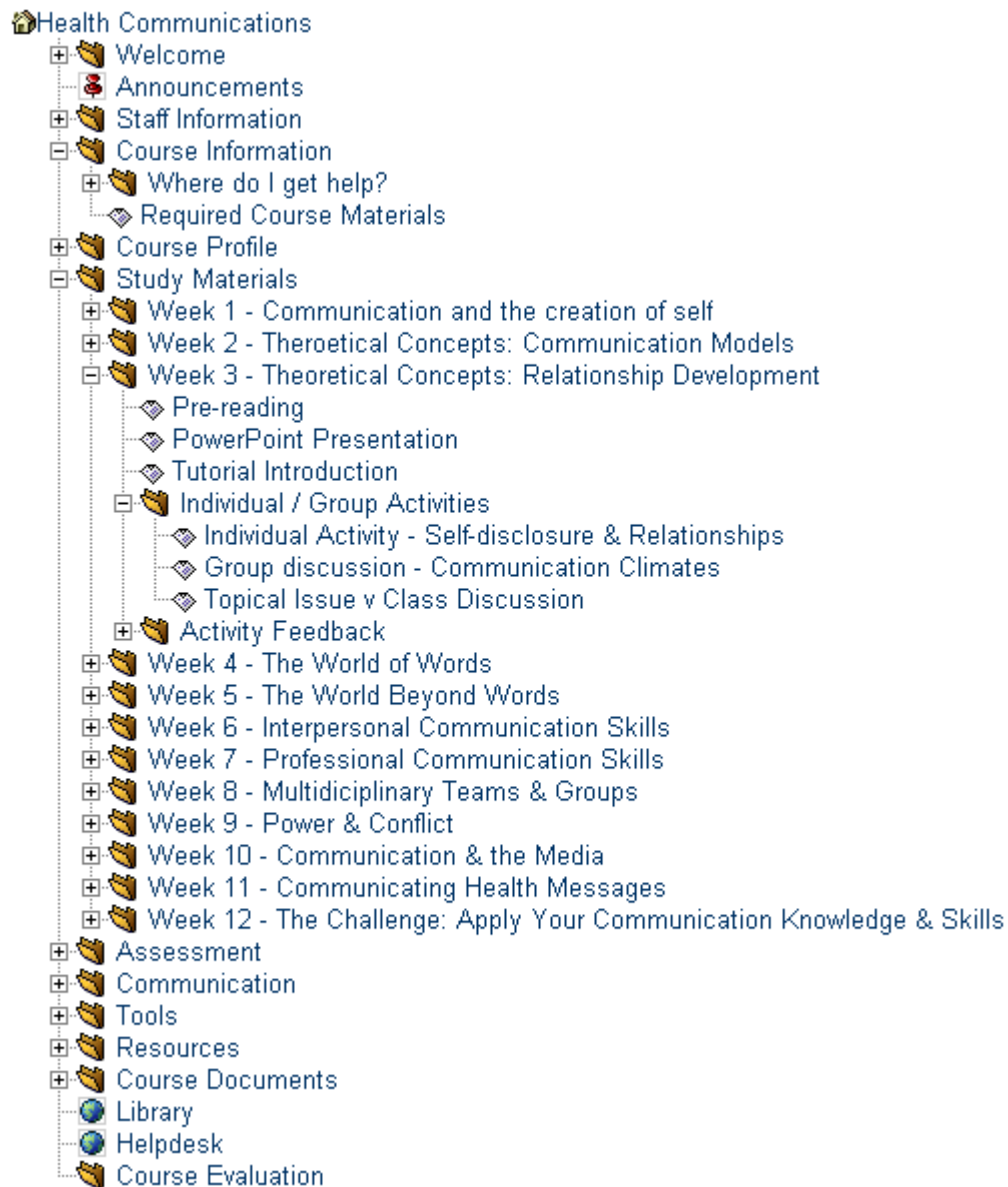 Health Communications
Welcome
Announcements
Staff Information
Course Information
Where do I get help?
Required Course Materials
Course Profile
Study Materials
Week 1 - Communication and the creation of self
Week 2 - Theroetical Concepts: Communication Models
Week 3 - Theoretical Concepts: Relationship Development
Pre-reading
PowerPoint Presentation
Tutorial Introduction
Individual / Group Activities
Individual Activity - Self-disclosure & Relationships
Group discussion - Communication Climates
Topical Issue v Class Discussion
Activity Feedback
Week 4 - The World of Words
Week 5 - The World Beyond Words
Week 6 - Interpersonal Communication Skills
Week 7 - Professional Communication Skills
Week 8 - Multidiciplinary Teams & Groups
Week 9 - Power & Conflict
Week 10 - Communication & the Media
Week 11 - Communicating Health Messages
Week 12 - The Challenge: Apply Your Communication Knowledge & Skills
Assessment
Communication
Tools
Resources
Course Documents
Library
Helpdesk
Course Evaluation